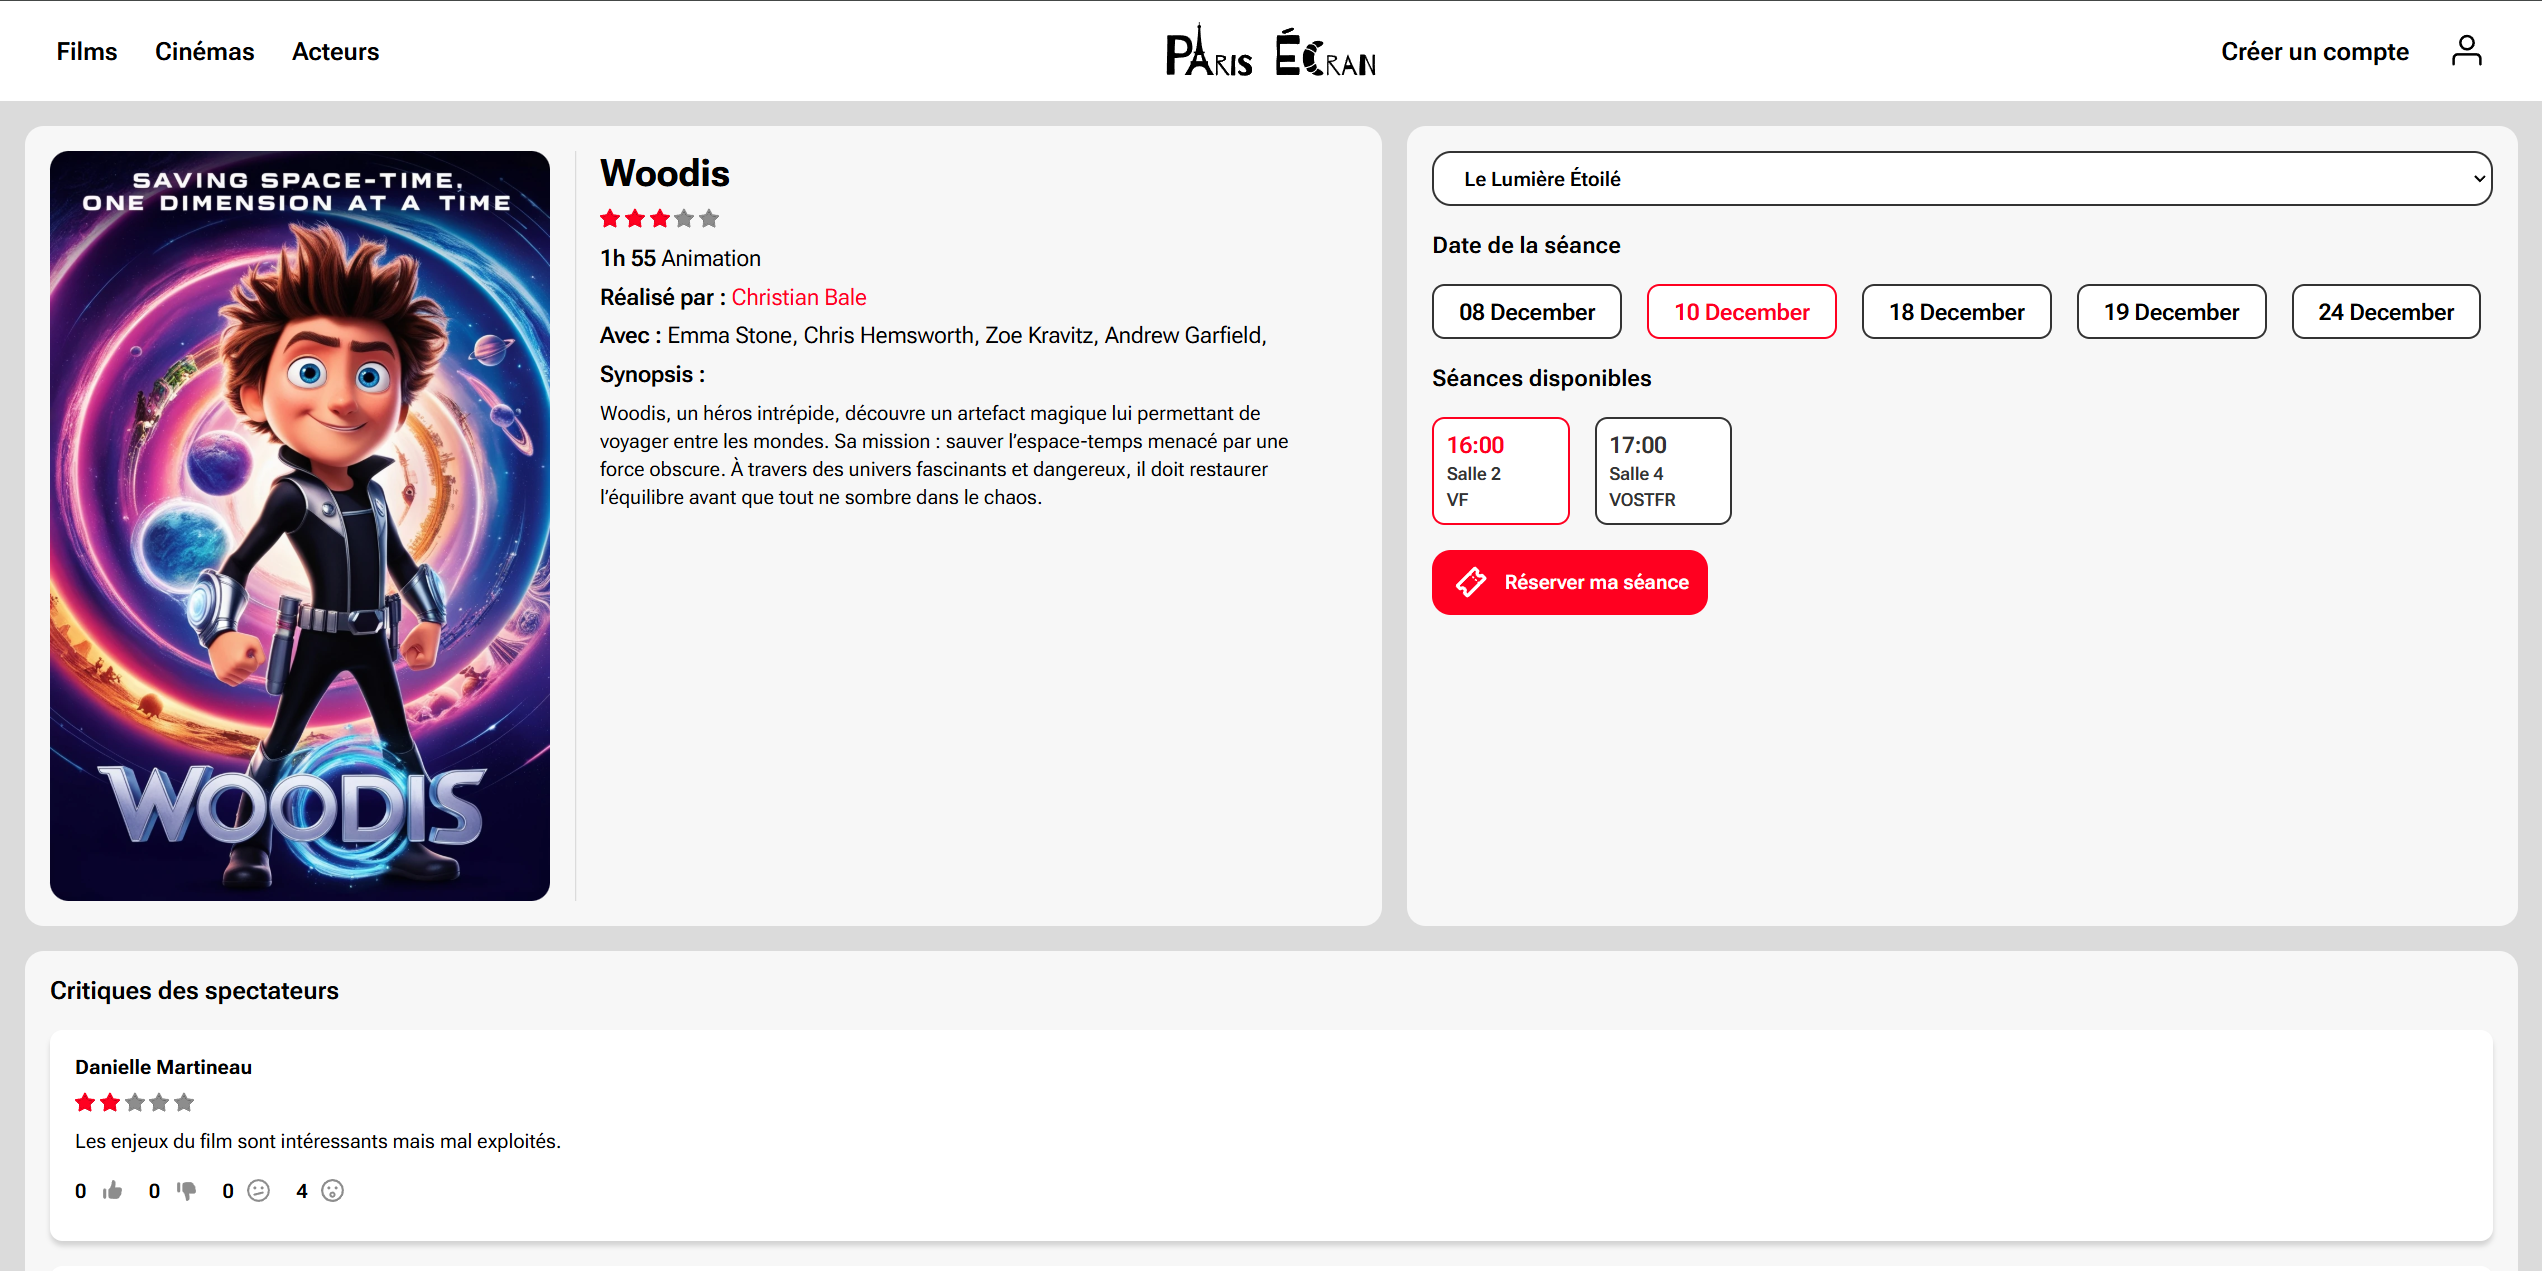 Films
Cinémas
Acteurs
PARIS ÉCRAN
Créer un compte
SAVING SPACE-TIME,
ONE DIMENSION AT A TIME
WOODIS
Woodis
1h 55 Animation
Réalisé par : Christian Bale
Avec : Emma Stone, Chris Hemsworth, Zoe Kravitz, Andrew Garfield,
Synopsis :
Woodis, un héros intrépide, découvre un artefact magique lui permettant de
voyager entre les mondes. Sa mission : sauver l'espace-temps menacé par une
force obscure. À travers des univers fascinants et dangereux, il doit restaurer
l'équilibre avant que tout ne sombre dans le chaos.
Le Lumière Étoilé
Date de la séance
08 December
10 December
18 December
19 December
24 December
Séances disponibles
16:00
Salle 2
VF
17:00
Salle 4
VOSTFR
Réserver ma séance
Critiques des spectateurs
Danielle Martineau
Les enjeux du film sont intéressants mais mal exploités.
0 0 0 4